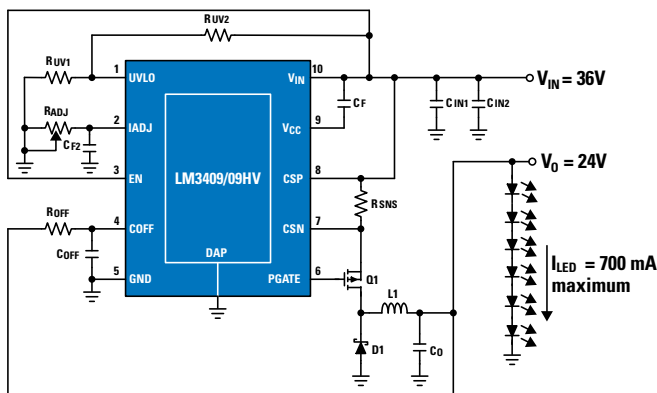 RUV2
RUV1
1
UVLO
VIN
10
VIN = 36V
RADJ
2
IADJ
CF
CIN1
CIN2
CF2
VCC
9
VO = 24V
3
EN
LM3409/09HV
CSP
8
RSNS
ROFF
4
COFF
CSN
7
COFF
DAP
ILED = 700 mA
maximum
5
GND
PGATE
6
Q1
L1
D1
CO